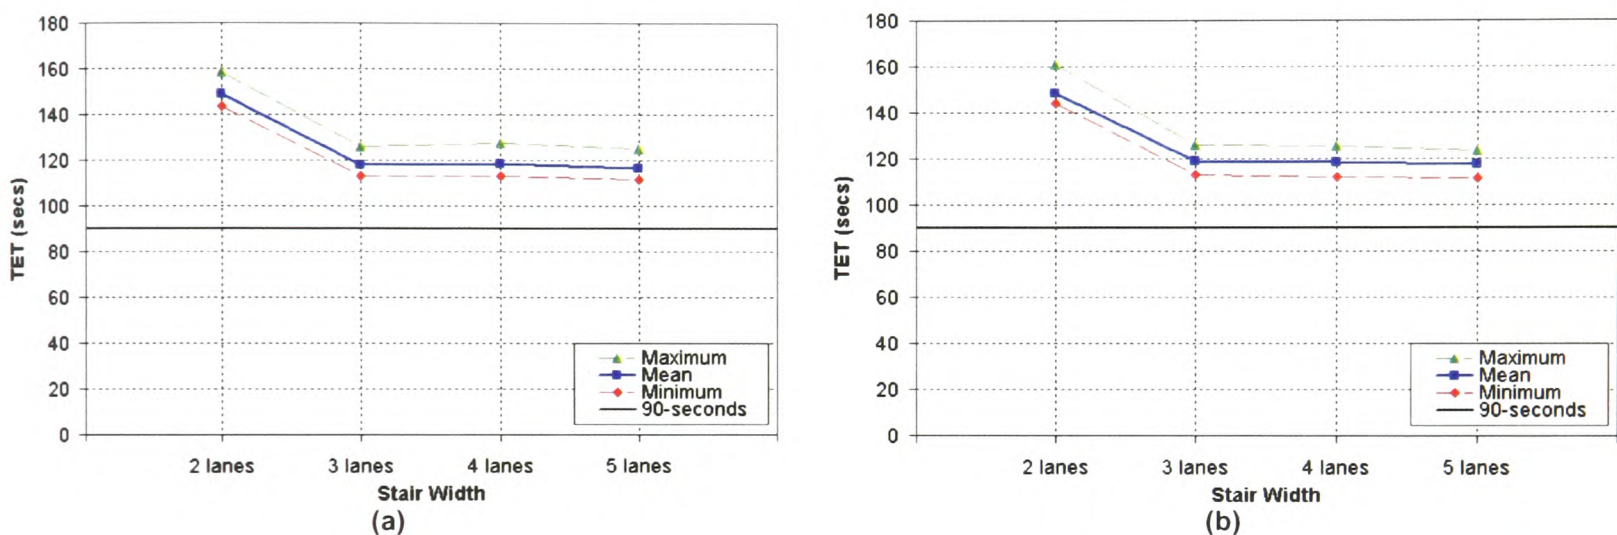 180
160
140
120
100
80
60
40
20
0
TET (secs)
2 lanes 3 lanes 4 lanes 5 lanes
Stair Width
Maximum
Mean
Minimum
90-seconds
(a)
180
160
140
120
100
80
60
40
20
0
TET (secs)
2 lanes 3 lanes 4 lanes 5 lanes
Stair Width
Maximum
Mean
Minimum
90-seconds
(b)